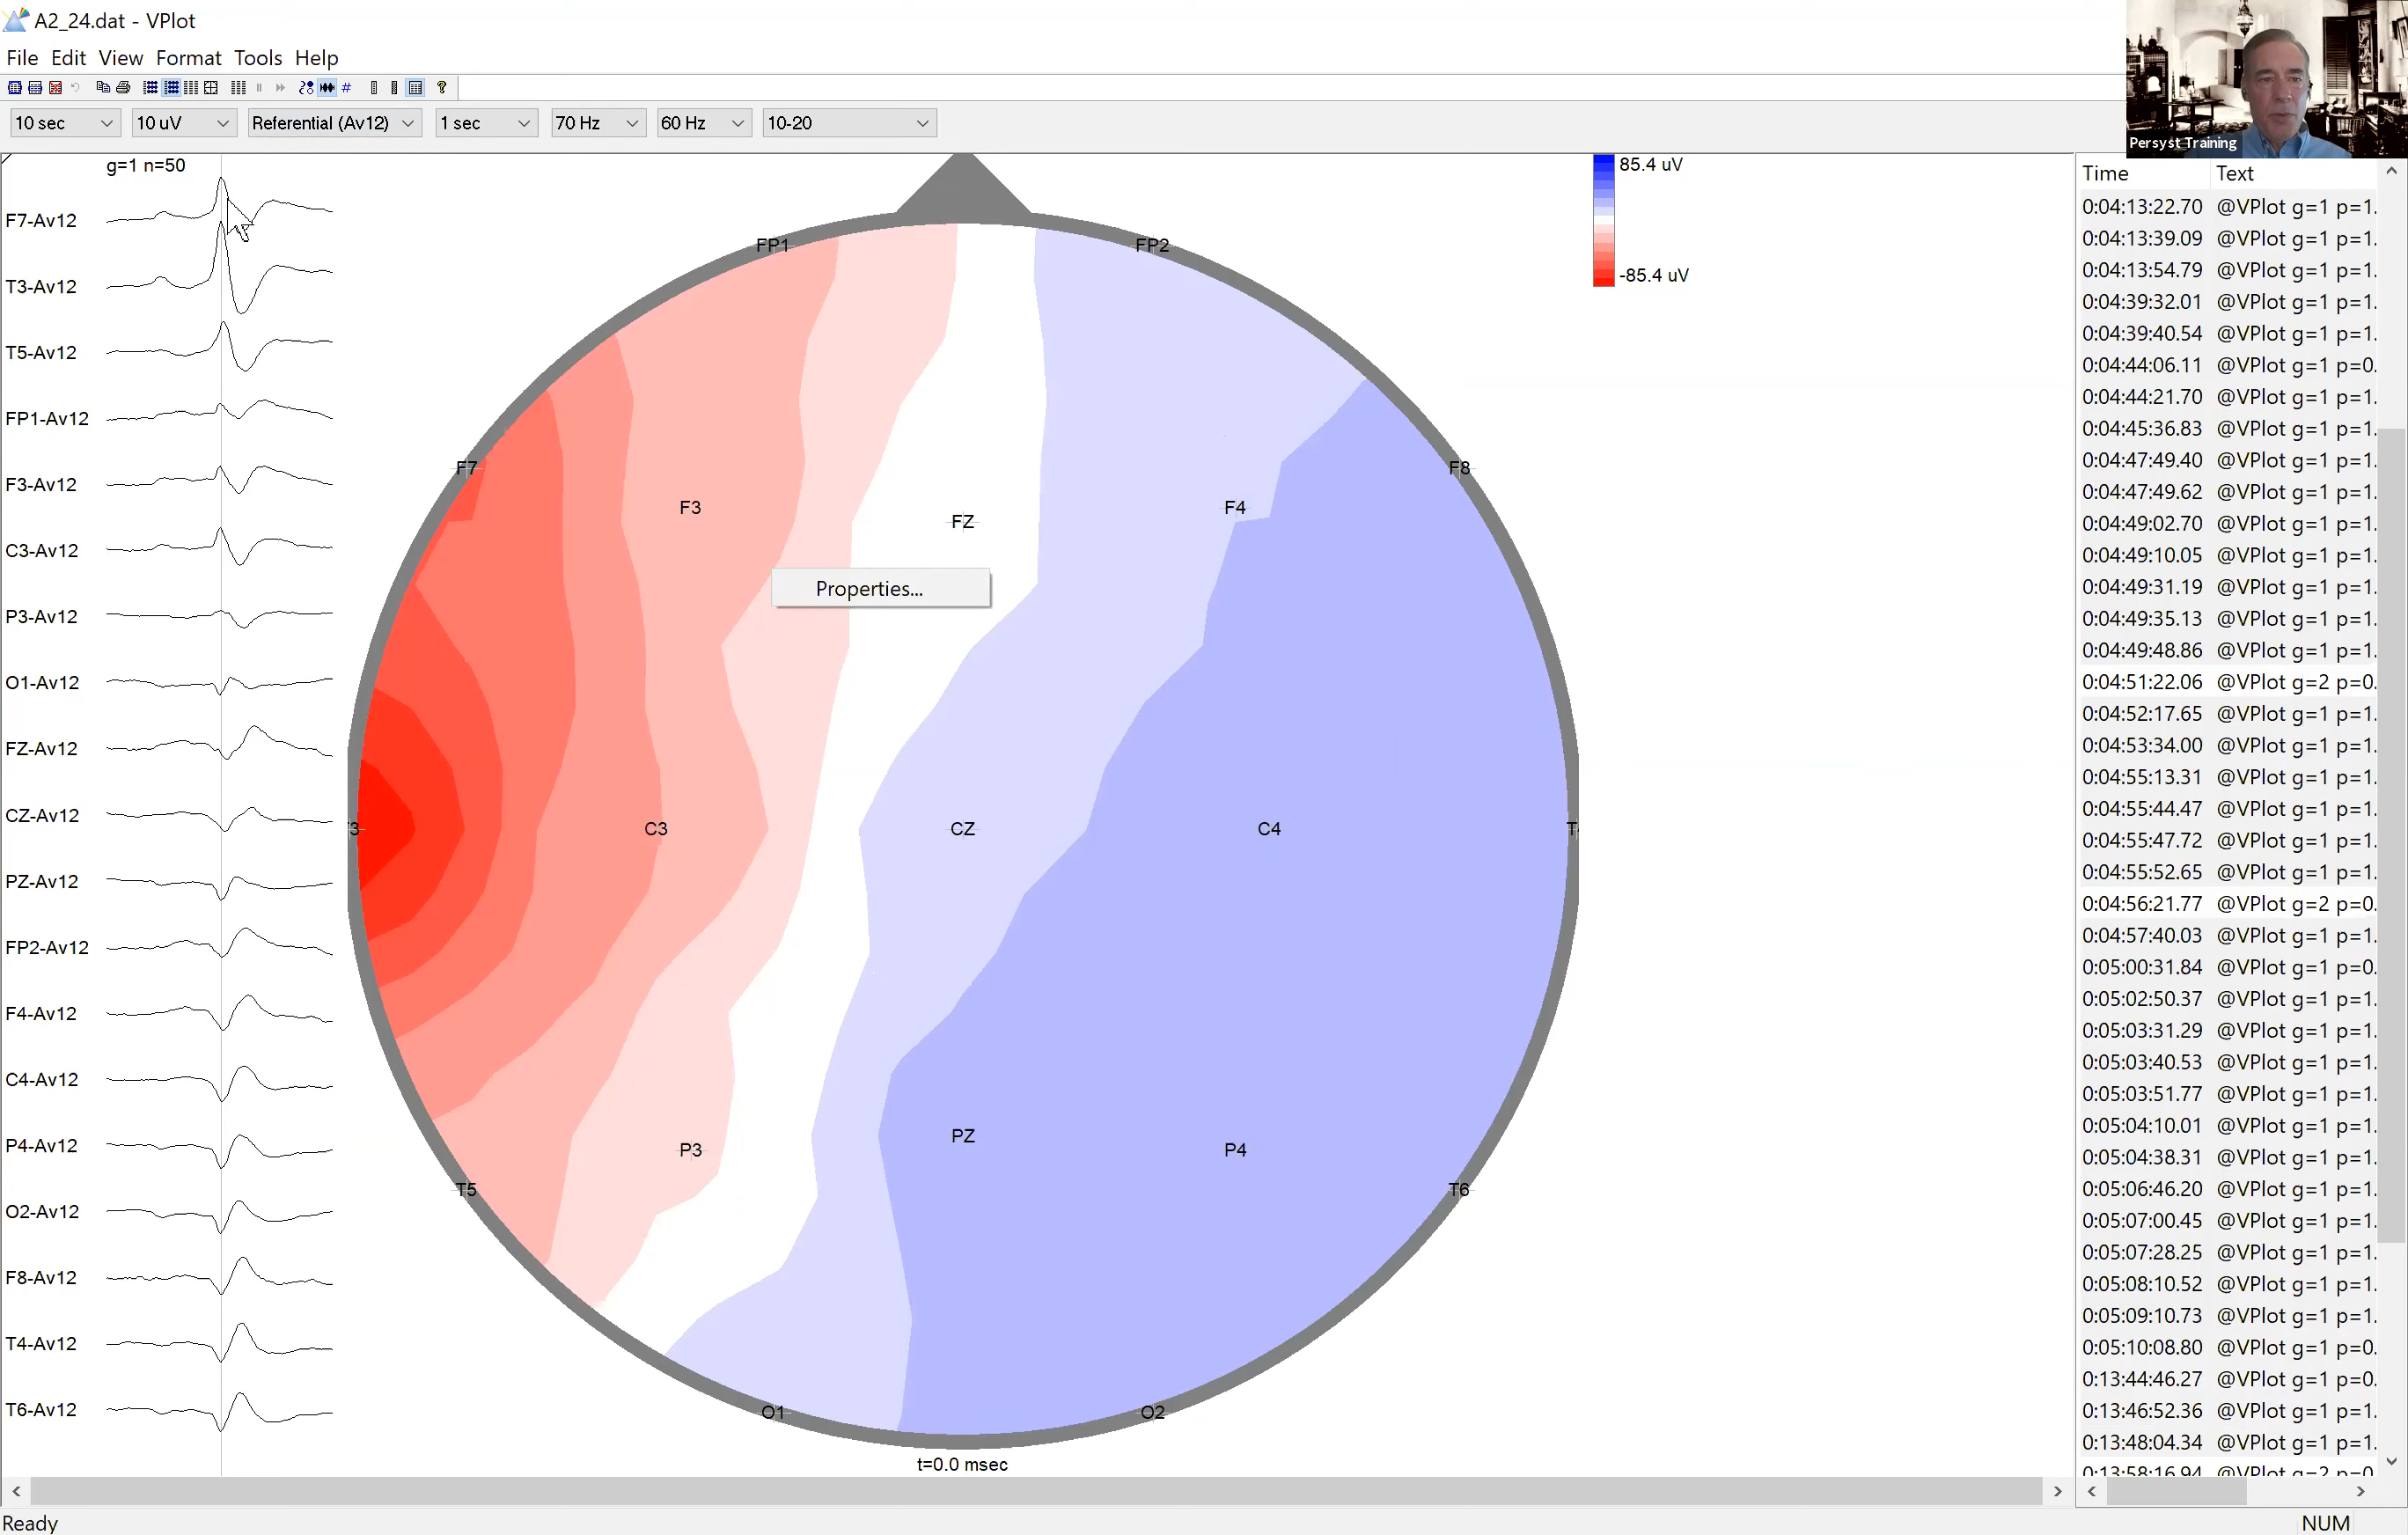 A2_24.dat - VPlot
File Edit View Format Tools Help
10 sec 10 uV Referential (Av12) 1 sec 70 Hz 60 Hz 10-20
Persyst Training
g=1 n=50
F7-Av12
T3-Av12
T5-Av12
FP1-Av12
F3-Av12
C3-Av12
P3-Av12
O1-Av12
FZ-Av12
CZ-Av12
PZ-Av12
FP2-Av12
F4-Av12
C4-Av12
P4-Av12
O2-Av12
F8-Av12
T4-Av12
T6-Av12
85.4 uV
-85.4 uV
FP1 FP2
F7 F8
F3 FZ F4
Properties...
3 C3 CZ C4 T
P3 PZ P4
T5 T6
O1 O2
t=0.0 msec
Time Text
0:04:13:22.70 @VPlot g=1 p=1.
0:04:13:39.09 @VPlot g=1 p=1.
0:04:13:54.79 @VPlot g=1 p=1.
0:04:39:32.01 @VPlot g=1 p=1.
0:04:39:40.54 @VPlot g=1 p=1.
0:04:44:06.11 @VPlot g=1 p=0.
0:04:44:21.70 @VPlot g=1 p=1.
0:04:45:36.83 @VPlot g=1 p=1.
0:04:47:49.40 @VPlot g=1 p=1.
0:04:47:49.62 @VPlot g=1 p=1.
0:04:49:02.70 @VPlot g=1 p=1.
0:04:49:10.05 @VPlot g=1 p=1.
0:04:49:31.19 @VPlot g=1 p=1.
0:04:49:35.13 @VPlot g=1 p=1.
0:04:49:48.86 @VPlot g=1 p=1.
0:04:51:22.06 @VPlot g=2 p=0.
0:04:52:17.65 @VPlot g=1 p=1.
0:04:53:34.00 @VPlot g=1 p=1.
0:04:55:13.31 @VPlot g=1 p=1.
0:04:55:44.47 @VPlot g=1 p=1.
0:04:55:47.72 @VPlot g=1 p=1.
0:04:55:52.65 @VPlot g=1 p=1.
0:04:56:21.77 @VPlot g=2 p=0.
0:04:57:40.03 @VPlot g=1 p=1.
0:05:00:31.84 @VPlot g=1 p=0.
0:05:02:50.37 @VPlot g=1 p=1.
0:05:03:31.29 @VPlot g=1 p=1.
0:05:03:40.53 @VPlot g=1 p=1.
0:05:03:51.77 @VPlot g=1 p=1.
0:05:04:10.01 @VPlot g=1 p=1.
0:05:04:38.31 @VPlot g=1 p=1.
0:05:06:46.20 @VPlot g=1 p=1.
0:05:07:00.45 @VPlot g=1 p=1.
0:05:07:28.25 @VPlot g=1 p=1.
0:05:08:10.52 @VPlot g=1 p=1.
0:05:09:10.73 @VPlot g=1 p=1.
0:05:10:08.80 @VPlot g=1 p=0.
0:13:44:46.27 @VPlot g=1 p=0.
0:13:46:52.36 @VPlot g=1 p=1.
0:13:48:04.34 @VPlot g=1 p=1.
0:13:58:16.94 @VPlot g=2 p=0
Ready NUM